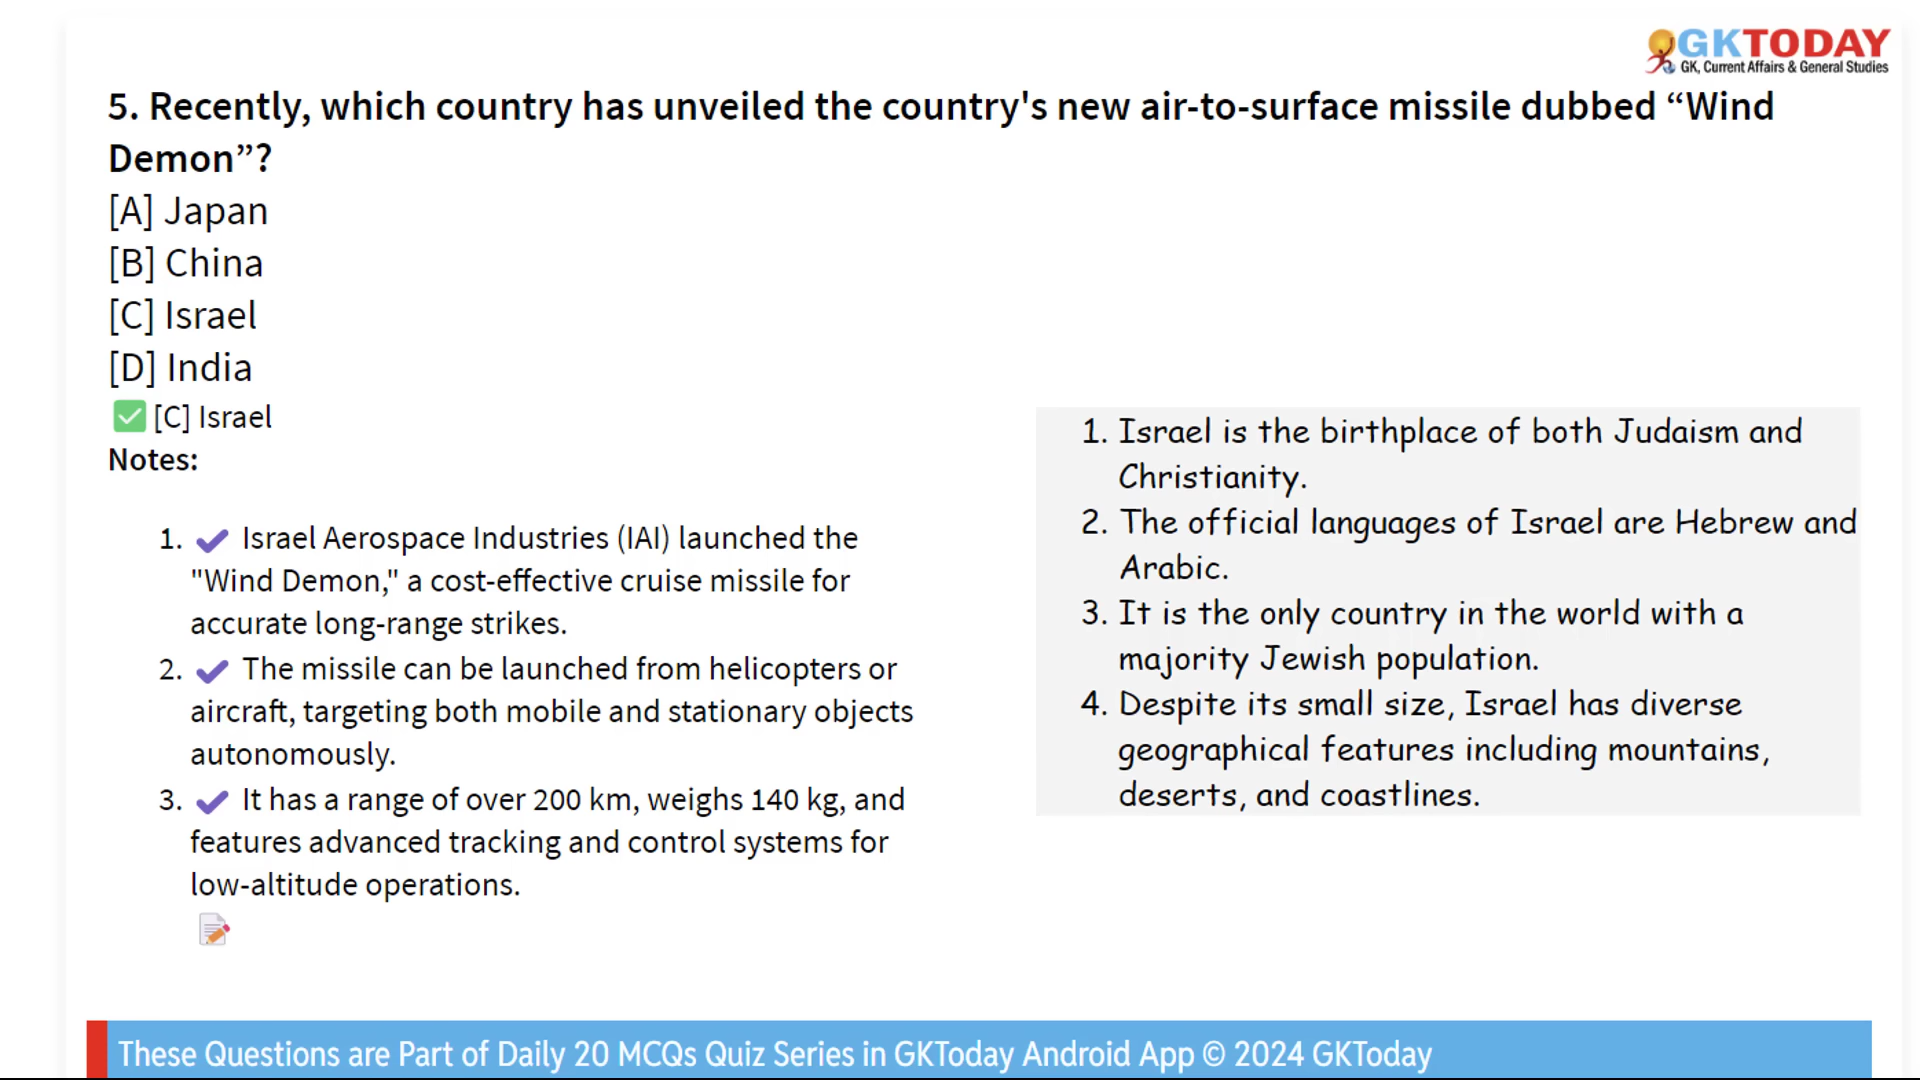 GKTODAY
GK, Current Affairs & General Studies
5. Recently, which country has unveiled the country's new air-to-surface missile dubbed “Wind
Demon”?
[A] Japan
[B] China
[C] Israel
[D] India
[C] Israel
Notes:
1. Israel Aerospace Industries (IAI) launched the
"Wind Demon," a cost-effective cruise missile for
accurate long-range strikes.
2. The missile can be launched from helicopters or
aircraft, targeting both mobile and stationary objects
autonomously.
3. It has a range of over 200 km, weighs 140 kg, and
features advanced tracking and control systems for
low-altitude operations.
1. Israel is the birthplace of both Judaism and
Christianity.
2. The official languages of Israel are Hebrew and
Arabic.
3. It is the only country in the world with a
majority Jewish population.
4. Despite its small size, Israel has diverse
geographical features including mountains,
deserts, and coastlines.
These Questions are Part of Daily 20 MCQs Quiz Series in GKToday Android App © 2024 GKToday